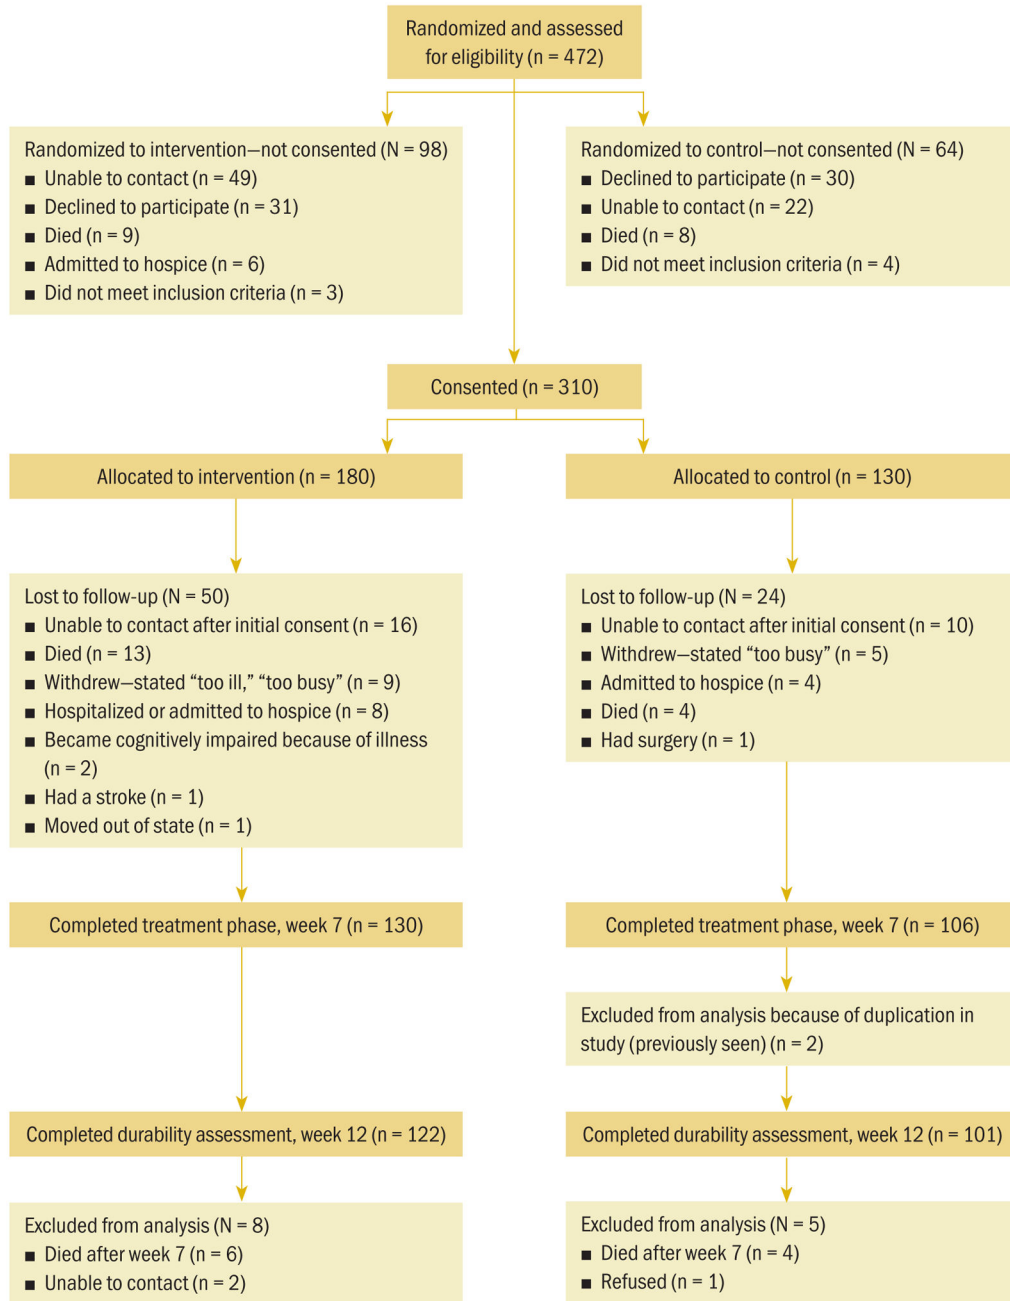 Randomized and assessed
for eligibility (n = 472)
Randomized to intervention—not consented (N = 98)
■ Unable to contact (n = 49)
■ Declined to participate (n = 31)
■ Died (n = 9)
■ Admitted to hospice (n = 6)
■ Did not meet inclusion criteria (n = 3)
Randomized to control—not consented (N = 64)
■ Declined to participate (n = 30)
■ Unable to contact (n = 22)
■ Died (n = 8)
■ Did not meet inclusion criteria (n = 4)
Consented (n = 310)
Allocated to intervention (n = 180)
Allocated to control (n = 130)
Lost to follow-up (N = 50)
■ Unable to contact after initial consent (n = 16)
■ Died (n = 13)
■ Withdrew—stated “too ill,” “too busy” (n = 9)
■ Hospitalized or admitted to hospice (n = 8)
■ Became cognitively impaired because of illness
(n = 2)
■ Had a stroke (n = 1)
■ Moved out of state (n = 1)
Lost to follow-up (N = 24)
■ Unable to contact after initial consent (n = 10)
■ Withdrew—stated “too busy” (n = 5)
■ Admitted to hospice (n = 4)
■ Died (n = 4)
■ Had surgery (n = 1)
Completed treatment phase, week 7 (n = 130)
Completed treatment phase, week 7 (n = 106)
Excluded from analysis because of duplication in
study (previously seen) (n = 2)
Completed durability assessment, week 12 (n = 122)
Completed durability assessment, week 12 (n = 101)
Excluded from analysis (N = 8)
■ Died after week 7 (n = 6)
■ Unable to contact (n = 2)
Excluded from analysis (N = 5)
■ Died after week 7 (n = 4)
■ Refused (n = 1)